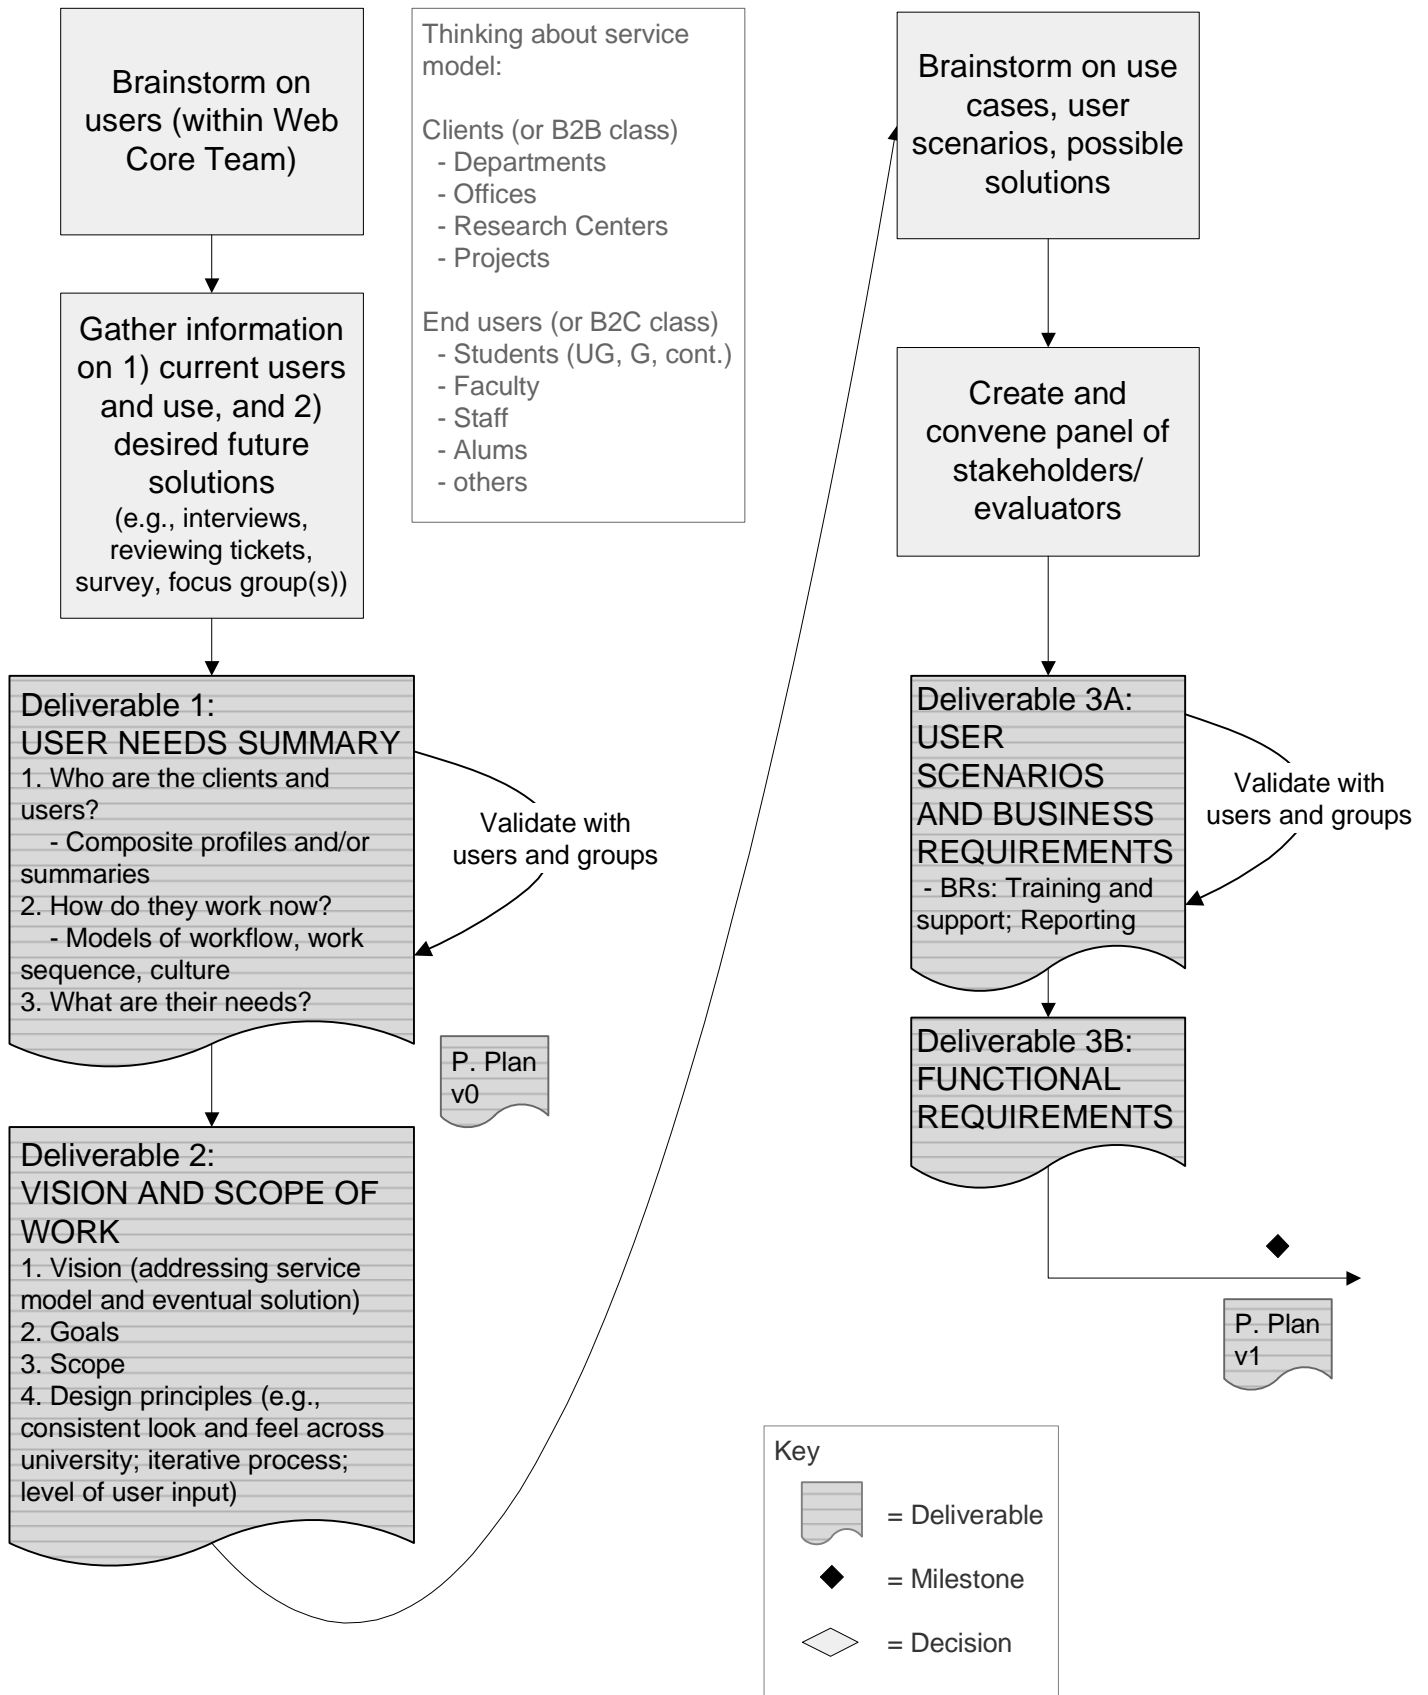 Brainstorm on
users (within Web
Core Team)
Gather information
on 1) current users
and use, and 2)
desired future
solutions
(e.g., interviews,
reviewing tickets,
survey, focus group(s))
Thinking about service
model:
Clients (or B2B class)
- Departments
- Offices
- Research Centers
- Projects
End users (or B2C class)
- Students (UG, G, cont.)
- Faculty
- Staff
- Alums
- others
Deliverable 1:
USER NEEDS SUMMARY
1. Who are the clients and
users?
- Composite profiles and/or
summaries
2. How do they work now?
- Models of workflow, work
sequence, culture
3. What are their needs?
Validate with
users and groups
P. Plan
v0
Deliverable 2:
VISION AND SCOPE OF
WORK
1. Vision (addressing service
model and eventual solution)
2. Goals
3. Scope
4. Design principles (e.g.,
consistent look and feel across
university; iterative process;
level of user input)
Brainstorm on use
cases, user
scenarios, possible
solutions
Create and
convene panel of
stakeholders/
evaluators
Deliverable 3A:
USER
SCENARIOS
AND BUSINESS
REQUIREMENTS
- BRs: Training and
support; Reporting
Validate with
users and groups
Deliverable 3B:
FUNCTIONAL
REQUIREMENTS
P. Plan
v1
Key
= Deliverable
= Milestone
= Decision